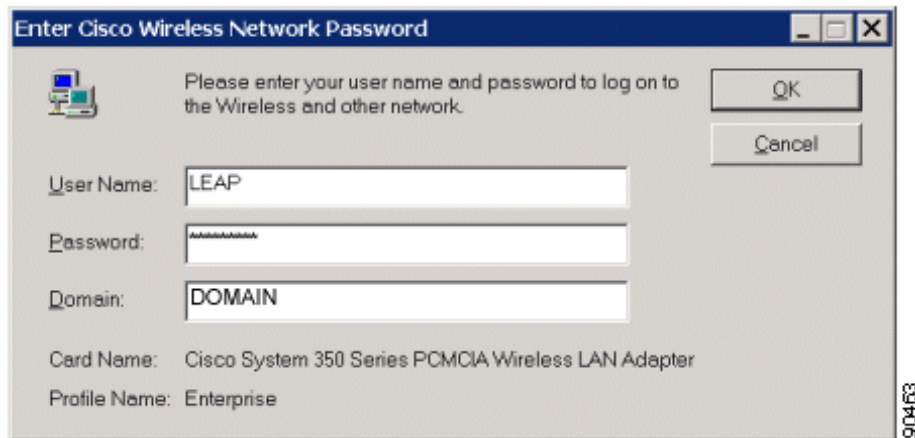 Enter Cisco Wireless Network Password
Please enter your user name and password to log on to
the Wireless and other network.
OK
Cancel
User Name: LEAP
Password: *********
Domain: DOMAIN
Card Name: Cisco System 350 Series PCMCIA Wireless LAN Adapter
Profile Name: Enterprise
90463